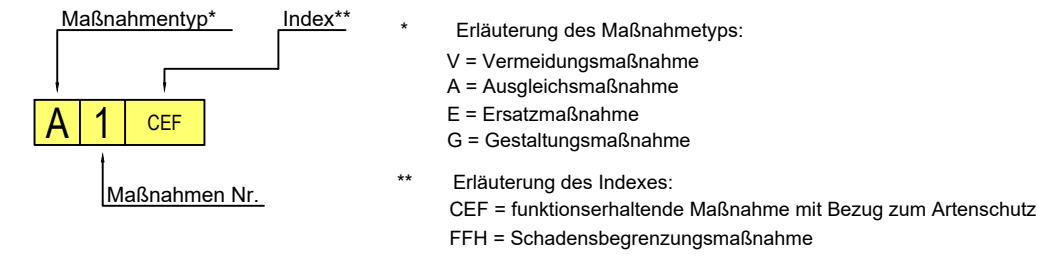 Maßnahmentyp* Index**
A 1 CEF
Maßnahmen Nr.
* Erläuterung des Maßnahmetyps:
V = Vermeidungsmaßnahme
A = Ausgleichsmaßnahme
E = Ersatzmaßnahme
G = Gestaltungsmaßnahme
** Erläuterung des Indexes:
CEF = funktionserhaltende Maßnahme mit Bezug zum Artenschutz
FFH = Schadensbegrenzungsmaßnahme